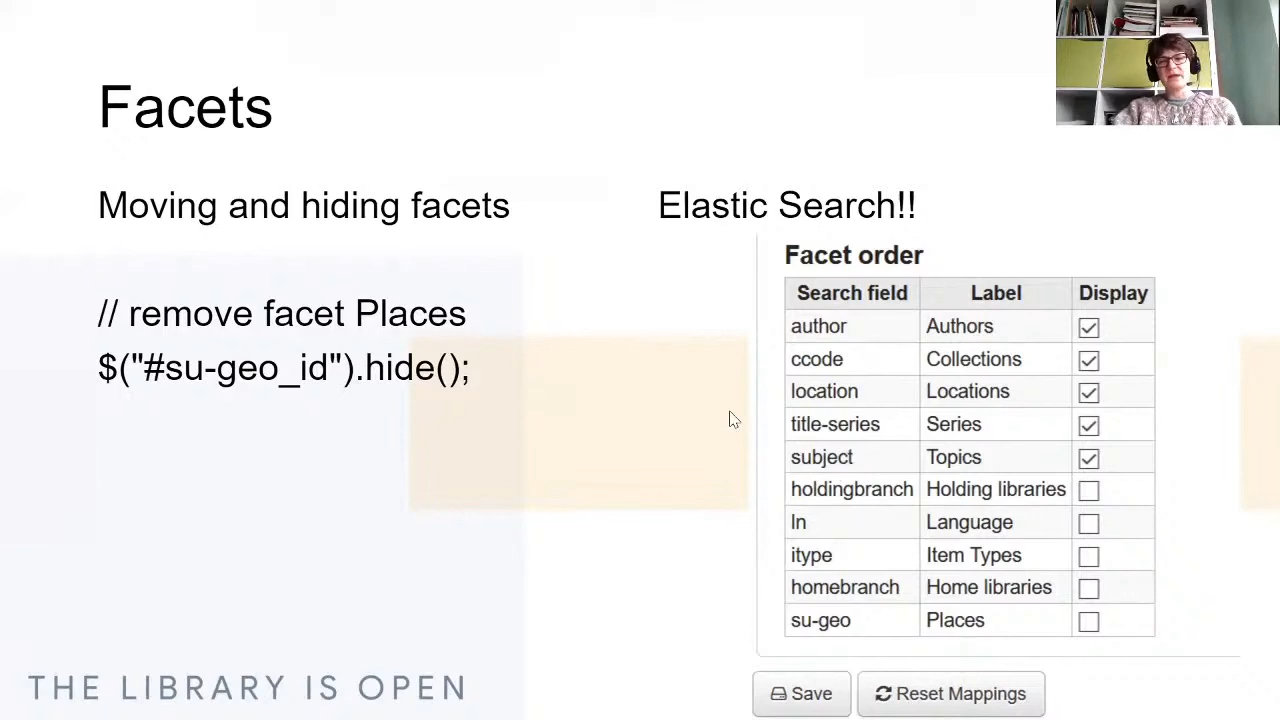 Facets
Moving and hiding facets
// remove facet Places
$("#su-geo_id").hide();
Elastic Search!!
Facet order
Search field Label Display
author Authors
ccode Collections
location Locations
title-series Series
subject Topics
holdingbranch Holding libraries
ln Language
itype Item Types
homebranch Home libraries
su-geo Places
Save Reset Mappings
THE LIBRARY IS OPEN